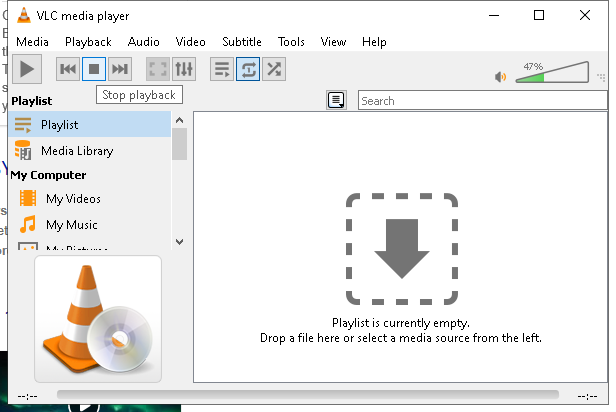 VLC media player
Media Playback Audio Video Subtitle Tools View Help
47%
Stop playback
Playlist
Search
Playlist
Media Library
My Computer
My Videos
My Music
My Pictures
Playlist is currently empty.
Drop a file here or select a media source from the left.
--:-- --:--